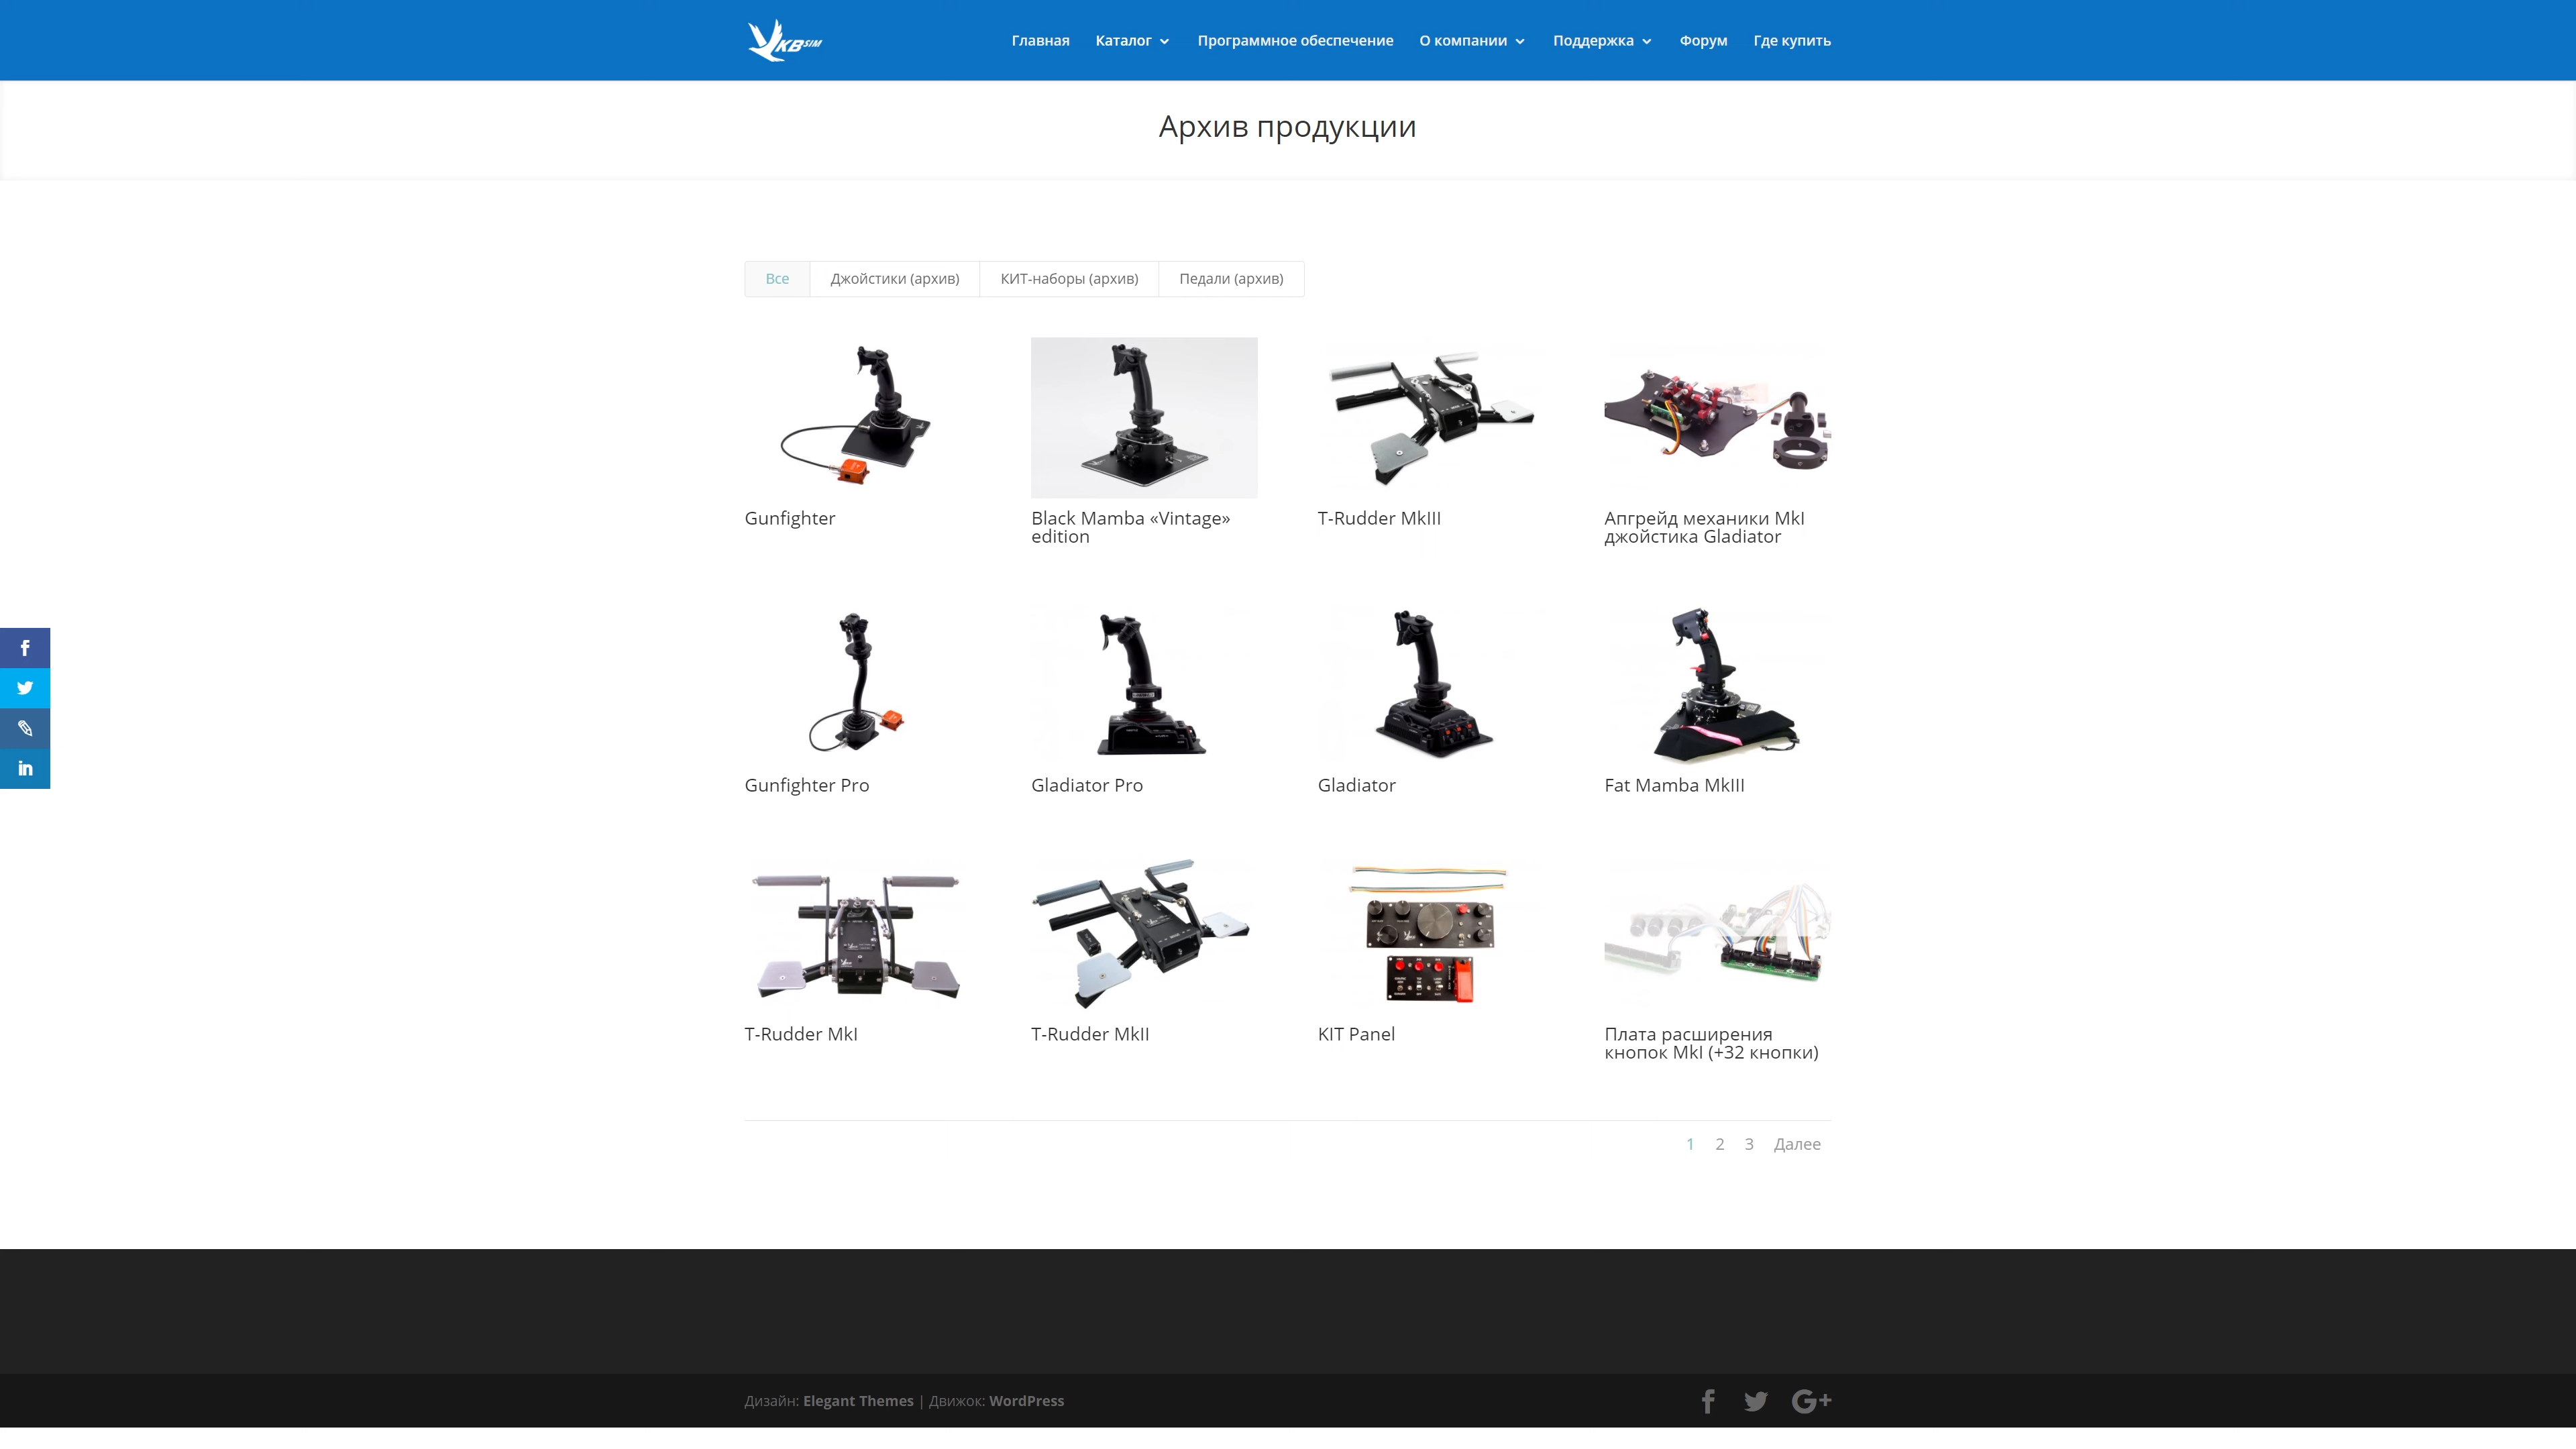 VKBSIM
Главная Каталог Программное обеспечение О компании Поддержка Форум Где купить
Архив продукции
Все Джойстики (архив) КИТ-наборы (архив) Педали (архив)
Gunfighter
Black Mamba «Vintage»
edition
T-Rudder MkIII
Апгрейд механики MkI
джойстика Gladiator
Gunfighter Pro
Gladiator Pro
Gladiator
Fat Mamba MkIII
T-Rudder MkI
T-Rudder MkII
KIT Panel
Плата расширения
кнопок MkI (+32 кнопки)
1 2 3 Далее
Дизайн: Elegant Themes | Движок: WordPress